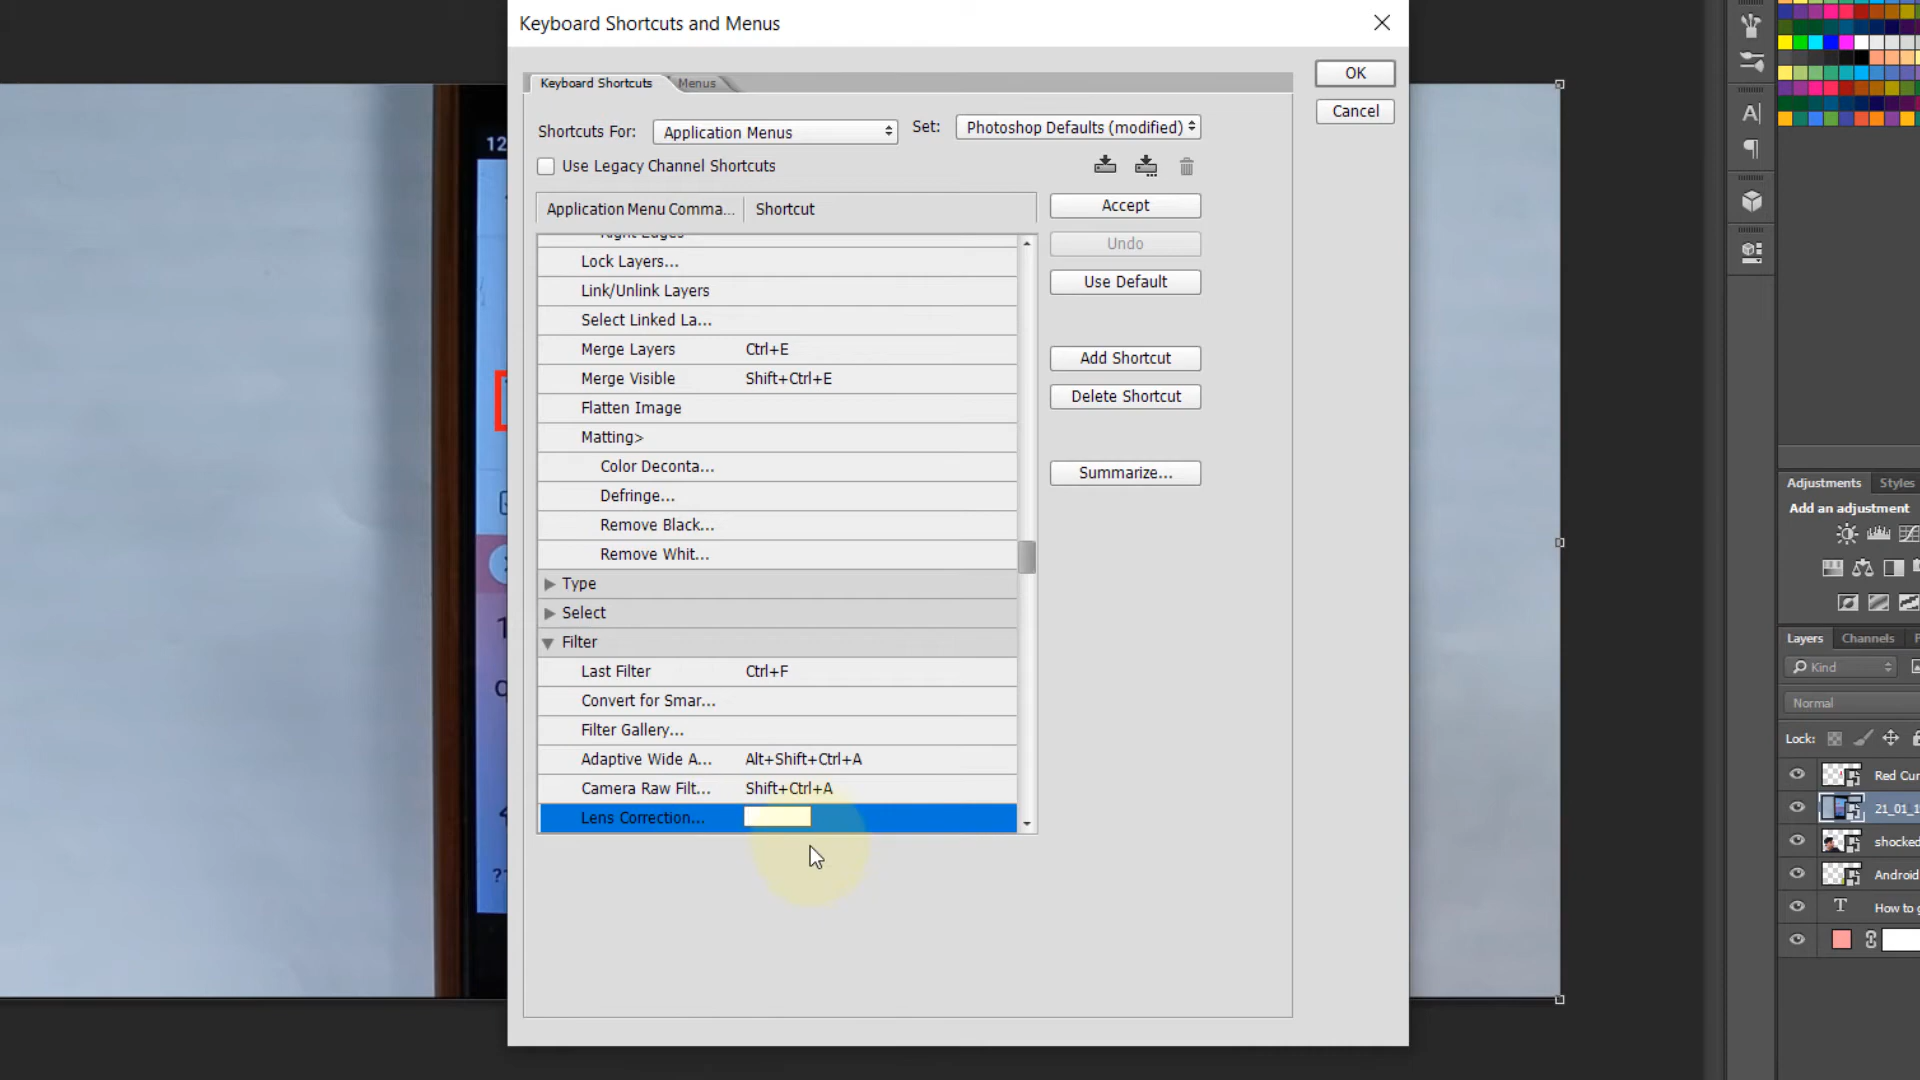 Keyboard Shortcuts and Menus
Keyboard Shortcuts
Menus
OK
Cancel
Shortcuts For:
Application Menus
Set:
Photoshop Defaults (modified)
Use Legacy Channel Shortcuts
Application Menu Comma...
Shortcut
Accept
Undo
Use Default
Add Shortcut
Delete Shortcut
Summarize...
Right Edges
Lock Layers...
Link/Unlink Layers
Select Linked La...
Merge Layers Ctrl+E
Merge Visible Shift+Ctrl+E
Flatten Image
Matting>
Color Deconta...
Defringe...
Remove Black...
Remove Whit...
Type
Select
Filter
Last Filter Ctrl+F
Convert for Smar...
Filter Gallery...
Adaptive Wide A... Alt+Shift+Ctrl+A
Camera Raw Filt... Shift+Ctrl+A
Lens Correction...
12
Adjustments Styles
Add an adjustment
Layers Channels P
Kind
Normal
Lock:
Red Cur
21_01_1
shocked
Android
How to g